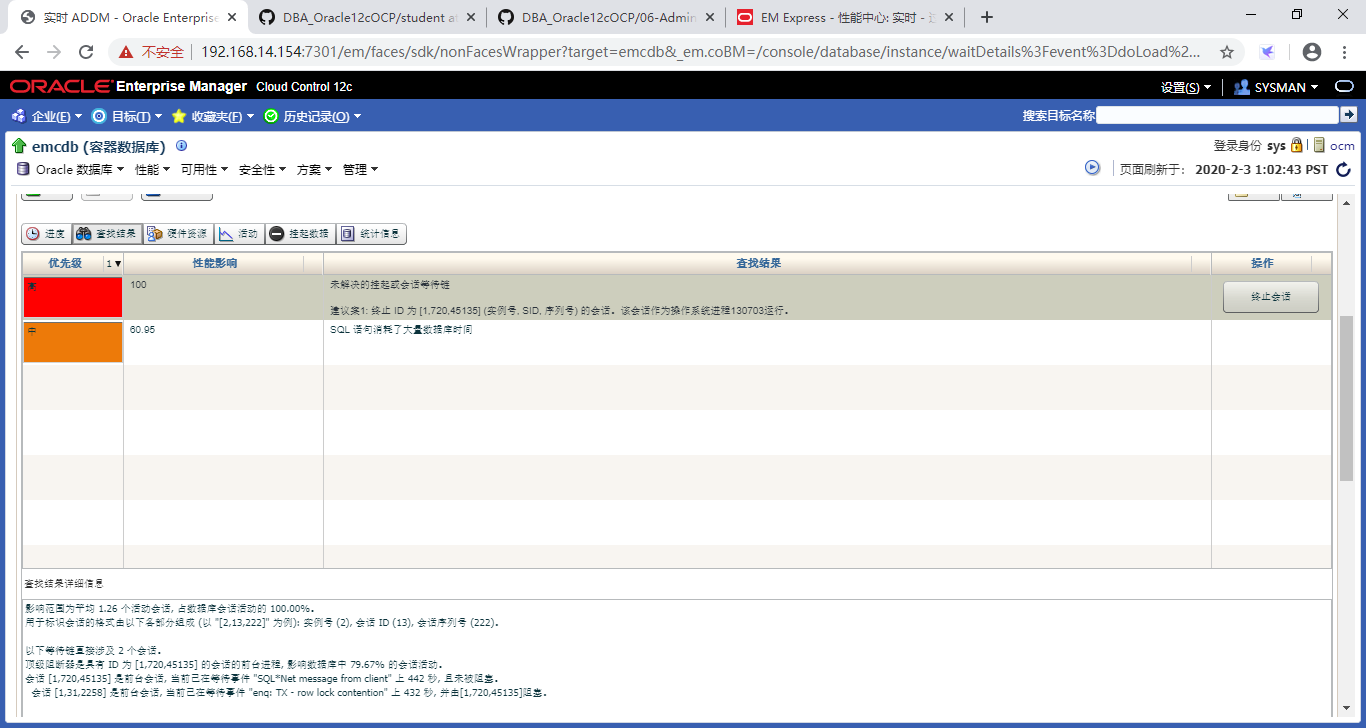 实时 ADDM - Oracle Enterprise
DBA_Oracle12cOCP/student at
DBA_Oracle12cOCP/06-Admin
EM Express - 性能中心: 实时 -
不安全
192.168.14.154:7301/em/faces/sdk/nonFacesWrapper?target=emcdb&_em.coBM=/console/database/instance/waitDetails%3Fevent%3DdoLoad%2...
ORACLE Enterprise Manager Cloud Control 12c
设置(S)
SYSMAN
企业(E) 目标(T) 收藏夹(F) 历史记录(O)
搜索目标名称
emcdb (容器数据库)
登录身份 sys
ocm
Oracle 数据库 性能 可用性 安全性 方案 管理
页面刷新于: 2020-2-3 1:02:43 PST
进度 查找结果 硬件资源 活动 挂起数据 统计信息
优先级 1▼ 性能影响 查找结果 操作
高 100 未解决的挂起或会话等待链
建议案1: 终止 ID 为 [1,720,45135] (实例号, SID, 序列号) 的会话。该会话作为操作系统进程130703运行。
终止会话
中 60.95 SQL 语句消耗了大量数据库时间
查找结果详细信息
影响范围为平均 1.26 个活动会话, 占数据库会话活动的 100.00%。
用于标识会话的格式由以下各部分组成 (以 "[2,13,222]" 为例): 实例号 (2), 会话 ID (13), 会话序列号 (222)。
以下等待链直接涉及 2 个会话。
顶级阻断器是具有 ID 为 [1,720,45135] 的会话的前台进程, 影响数据库中 79.67% 的会话活动。
会话 [1,720,45135] 是前台会话, 当前已在等待事件 "SQL*Net message from client" 上 442 秒, 且未被阻塞。
会话 [1,31,2258] 是前台会话, 当前已在等待事件 "enq: TX - row lock contention" 上 432 秒, 并由[1,720,45135]阻塞。